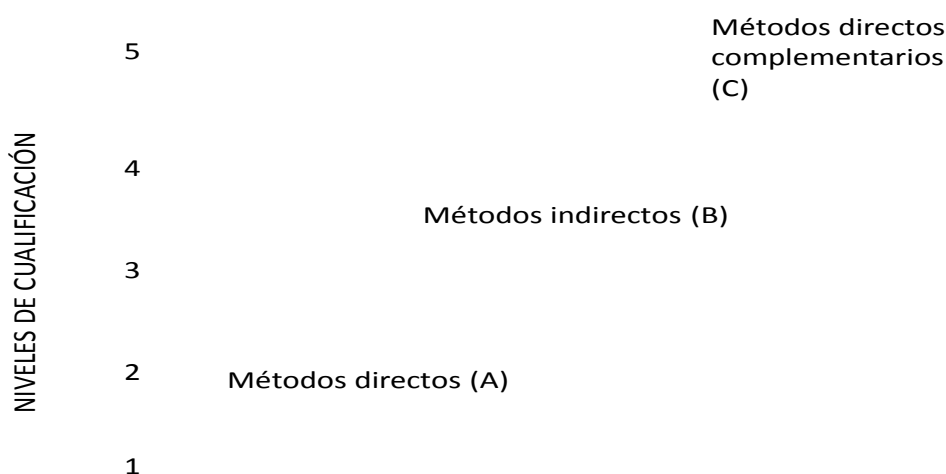 Métodos directos
complementarios
(C)
5
4
Métodos indirectos (B)
3
2
Métodos directos (A)
1
NIVELES DE CUALIFICACIÓN